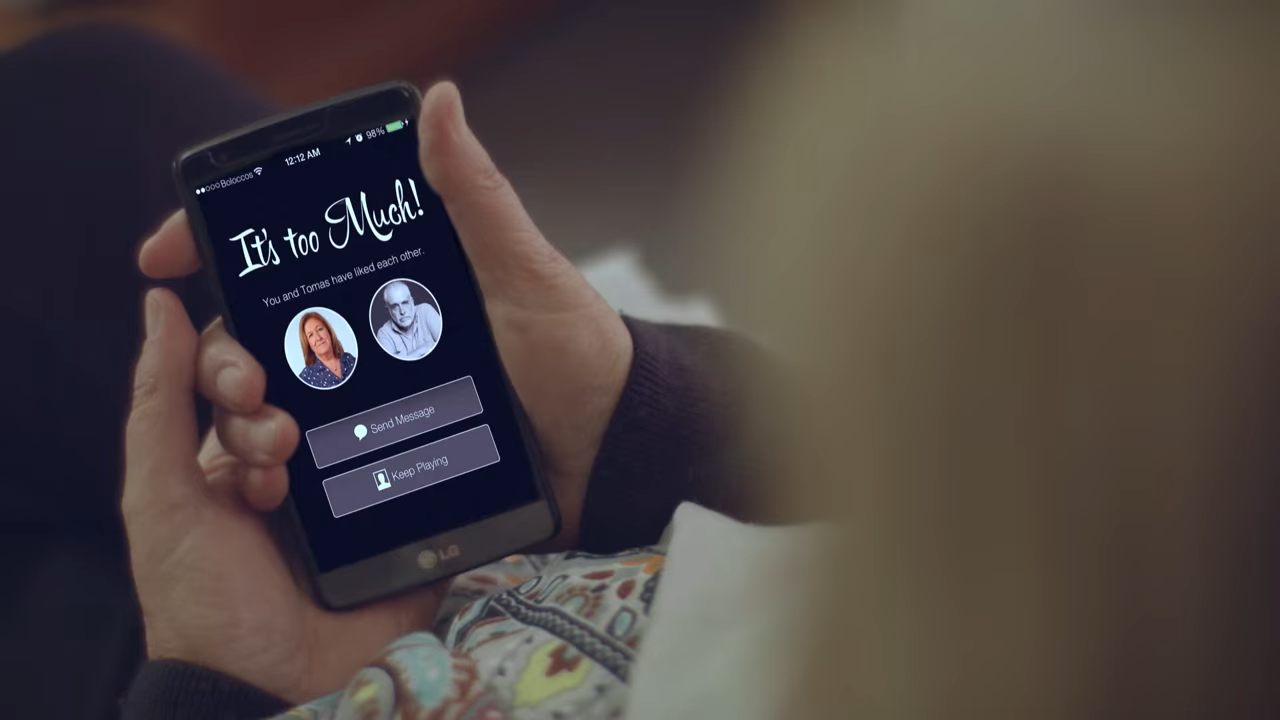 Boloccos 12:12 AM 98%
It's too Much!
You and Tomas have liked each other.
Send Message
Keep Playing
LG